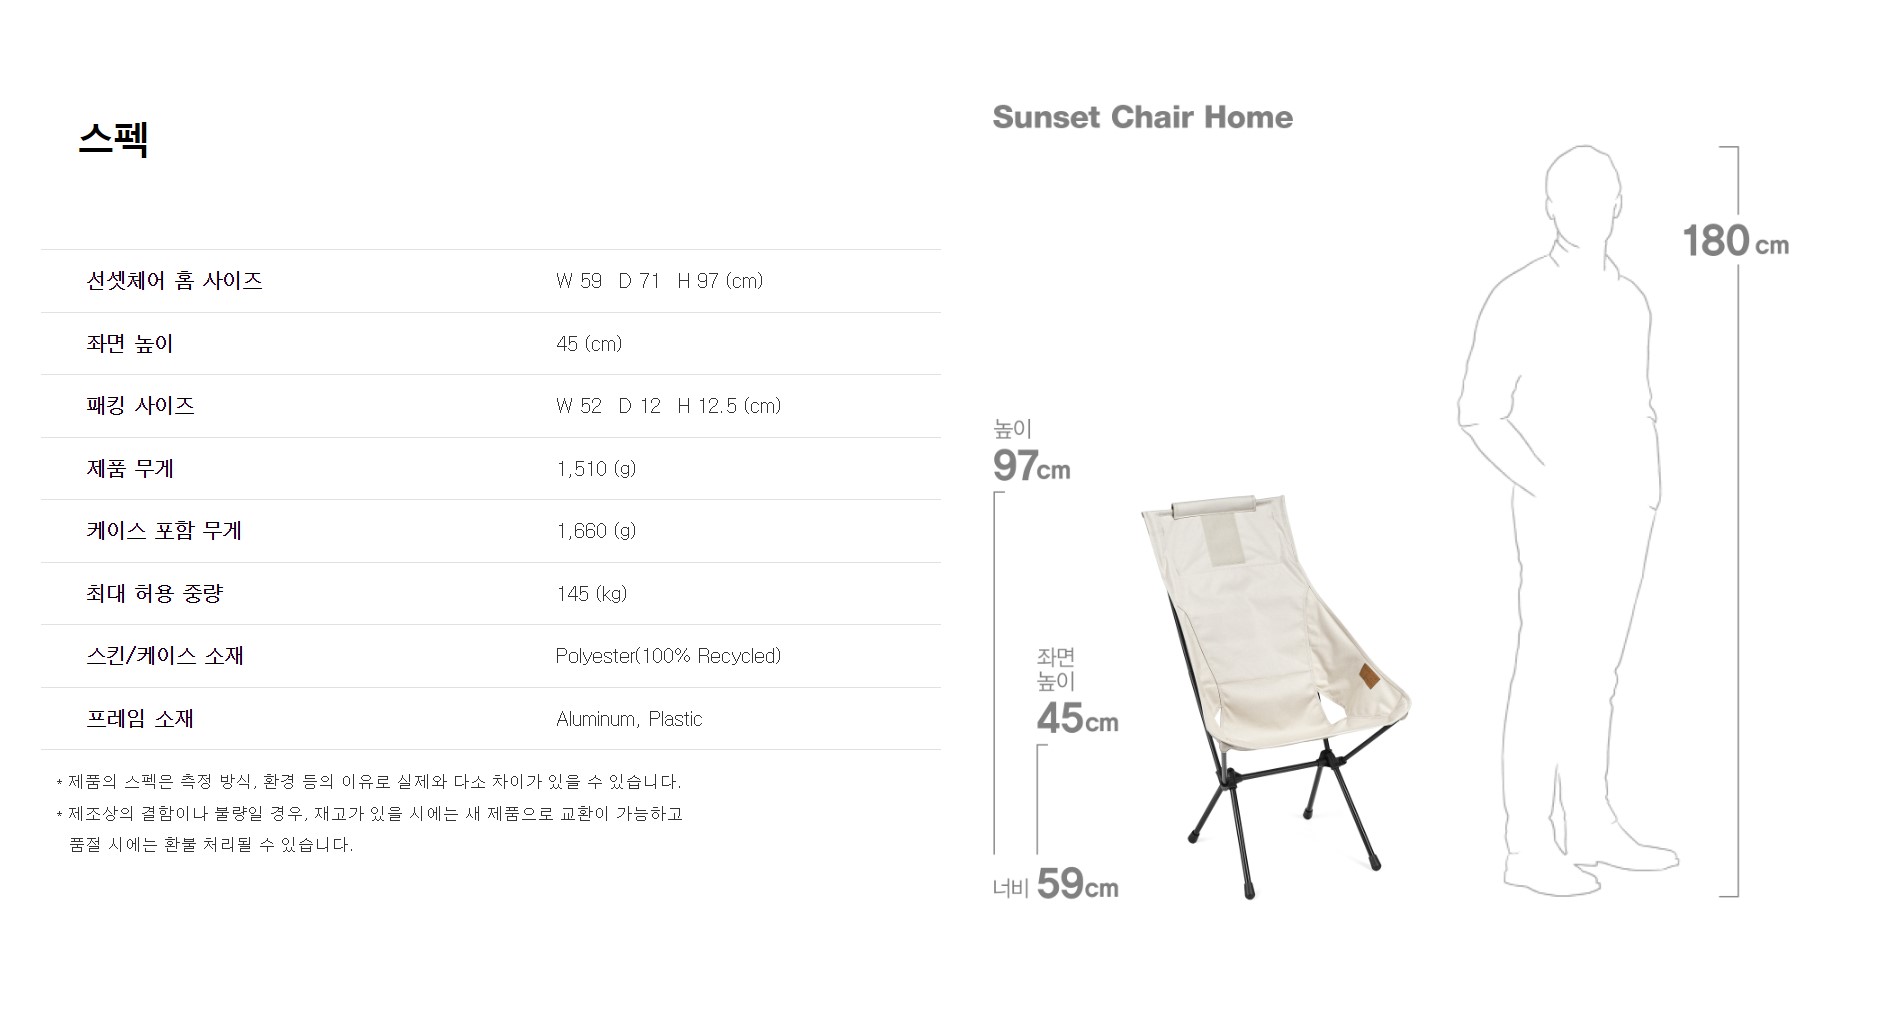 스펙
선셋체어 홈 사이즈 W 59 D 71 H 97 (cm)
좌면 높이 45 (cm)
패킹 사이즈 W 52 D 12 H 12.5 (cm)
제품 무게 1,510 (g)
케이스 포함 무게 1,660 (g)
최대 허용 중량 145 (kg)
스킨/케이스 소재 Polyester(100% Recycled)
프레임 소재 Aluminum, Plastic
* 제품의 스펙은 측정 방식, 환경 등의 이유로 실제와 다소 차이가 있을 수 있습니다.
* 제조상의 결함이나 불량일 경우, 재고가 있을 시에는 새 제품으로 교환이 가능하고
품절 시에는 환불 처리될 수 있습니다.
Sunset Chair Home
180 cm
높이
97cm
좌면
높이
45cm
너비 59cm